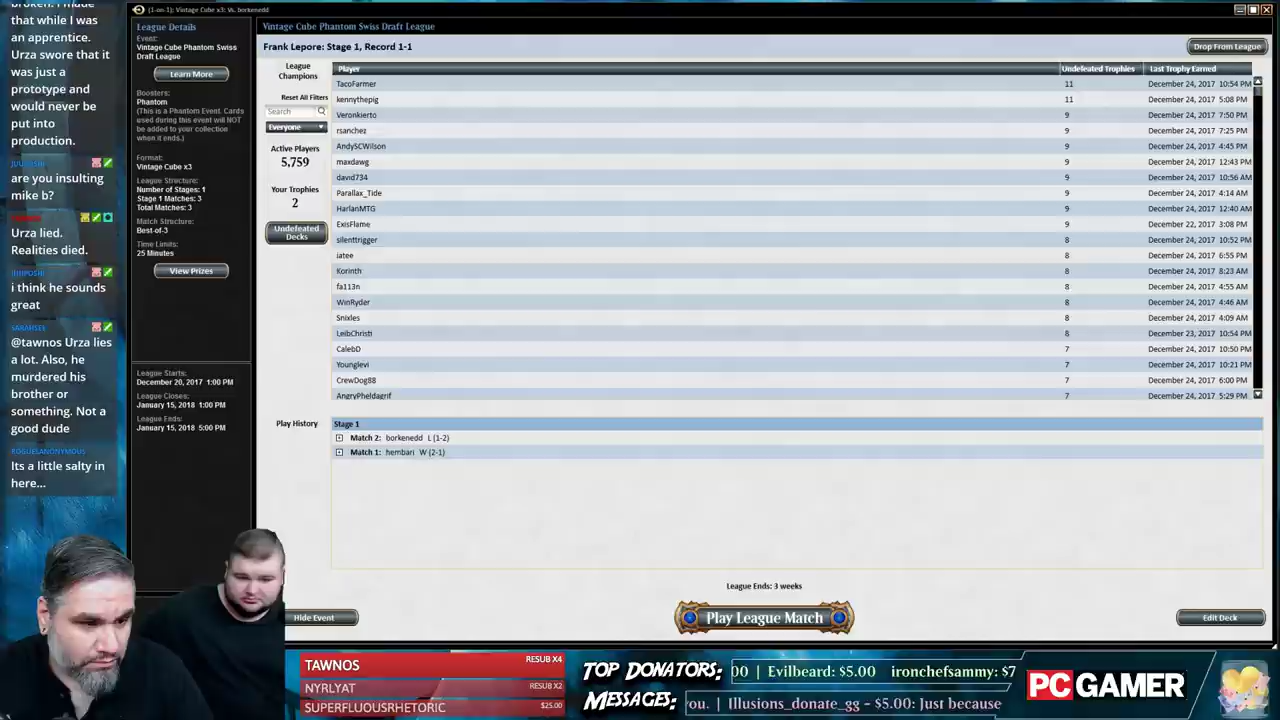 broken. I made
that while I was
an apprentice.
Urza swore that it
was just a
prototype and
would never be
put into
production.
are you insulting
mike b?
Urza lied.
Realities died.
i think he sounds
great
SARAHSEE
@tawnos Urza lies
a lot. Also, he
murdered his
brother or
something. Not a
good dude
ROGUELANONYMOUS
Its a little salty in
here...
(1-on-1); Vintage Cube x3; Vs. borkenedd
League Details
Event:
Vintage Cube Phantom Swiss
Draft League
Learn More
Boosters:
Phantom
(This is a Phantom Event. Cards
used during this event will NOT
be added to your collection
when it ends.)
Format:
Vintage Cube x3
League Structure:
Number of Stages: 1
Stage 1 Matches: 3
Total Matches: 3
Match Structure:
Best-of-3
Time Limits:
25 Minutes
View Prizes
League Starts:
December 20, 2017 1:00 PM
League Closes:
January 15, 2018 1:00 PM
League Ends:
January 15, 2018 5:00 PM
Vintage Cube Phantom Swiss Draft League
Frank Lepore: Stage 1, Record 1-1
Drop From League
League
Champions
Reset All Filters
Search
Everyone
Active Players
5,759
Your Trophies
2
Undefeated
Decks
Player Undefeated Trophies Last Trophy Earned
TacoFarmer 11 December 24, 2017 10:54 PM
kennythepig 11 December 24, 2017 5:08 PM
Veronkierto 9 December 24, 2017 7:50 PM
rsanchez 9 December 24, 2017 7:25 PM
AndySCWilson 9 December 24, 2017 4:45 PM
maxdawg 9 December 24, 2017 12:43 PM
david734 9 December 24, 2017 10:56 AM
Parallax_Tide 9 December 24, 2017 4:14 AM
HarlanMTG 9 December 24, 2017 12:40 AM
ExisFlame 9 December 22, 2017 3:08 PM
silenttrigger 8 December 24, 2017 10:52 PM
iatee 8 December 24, 2017 6:55 PM
Korinth 8 December 24, 2017 8:23 AM
fa113n 8 December 24, 2017 4:55 AM
WinRyder 8 December 24, 2017 4:46 AM
Snixles 8 December 24, 2017 4:09 AM
LeibChristi 8 December 23, 2017 10:54 PM
CalebD 7 December 24, 2017 10:50 PM
Younglevi 7 December 24, 2017 10:21 PM
CrewDog88 7 December 24, 2017 6:00 PM
AngryPheldagrif 7 December 24, 2017 5:29 PM
Play History
Stage 1
Match 2: borkenedd L (1-2)
Match 1: hembari W (2-1)
League Ends: 3 weeks
Hide Event
Play League Match
Edit Deck
TAWNOS RESUB X4
NYRLYAT RESUB X2
SUPERFLUOUSRHETORIC $25.00
TOP DONATORS: 00 | Evilbeard: $5.00 ironchefsammy: $7
MESSAGES: you. | Illusions_donate_gg - $5.00: Just because
PC GAMER